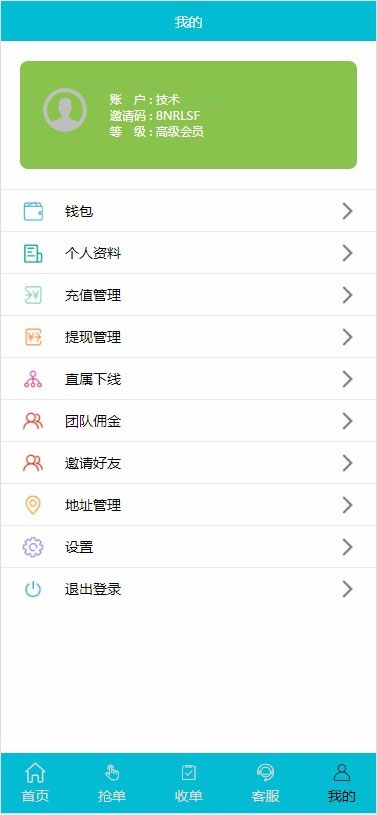 我的
账　户 : 技术
邀请码 : 8NRLSF
等　级 : 高级会员
钱包
个人资料
充值管理
提现管理
直属下线
团队佣金
邀请好友
地址管理
设置
退出登录
首页 抢单 收单 客服 我的